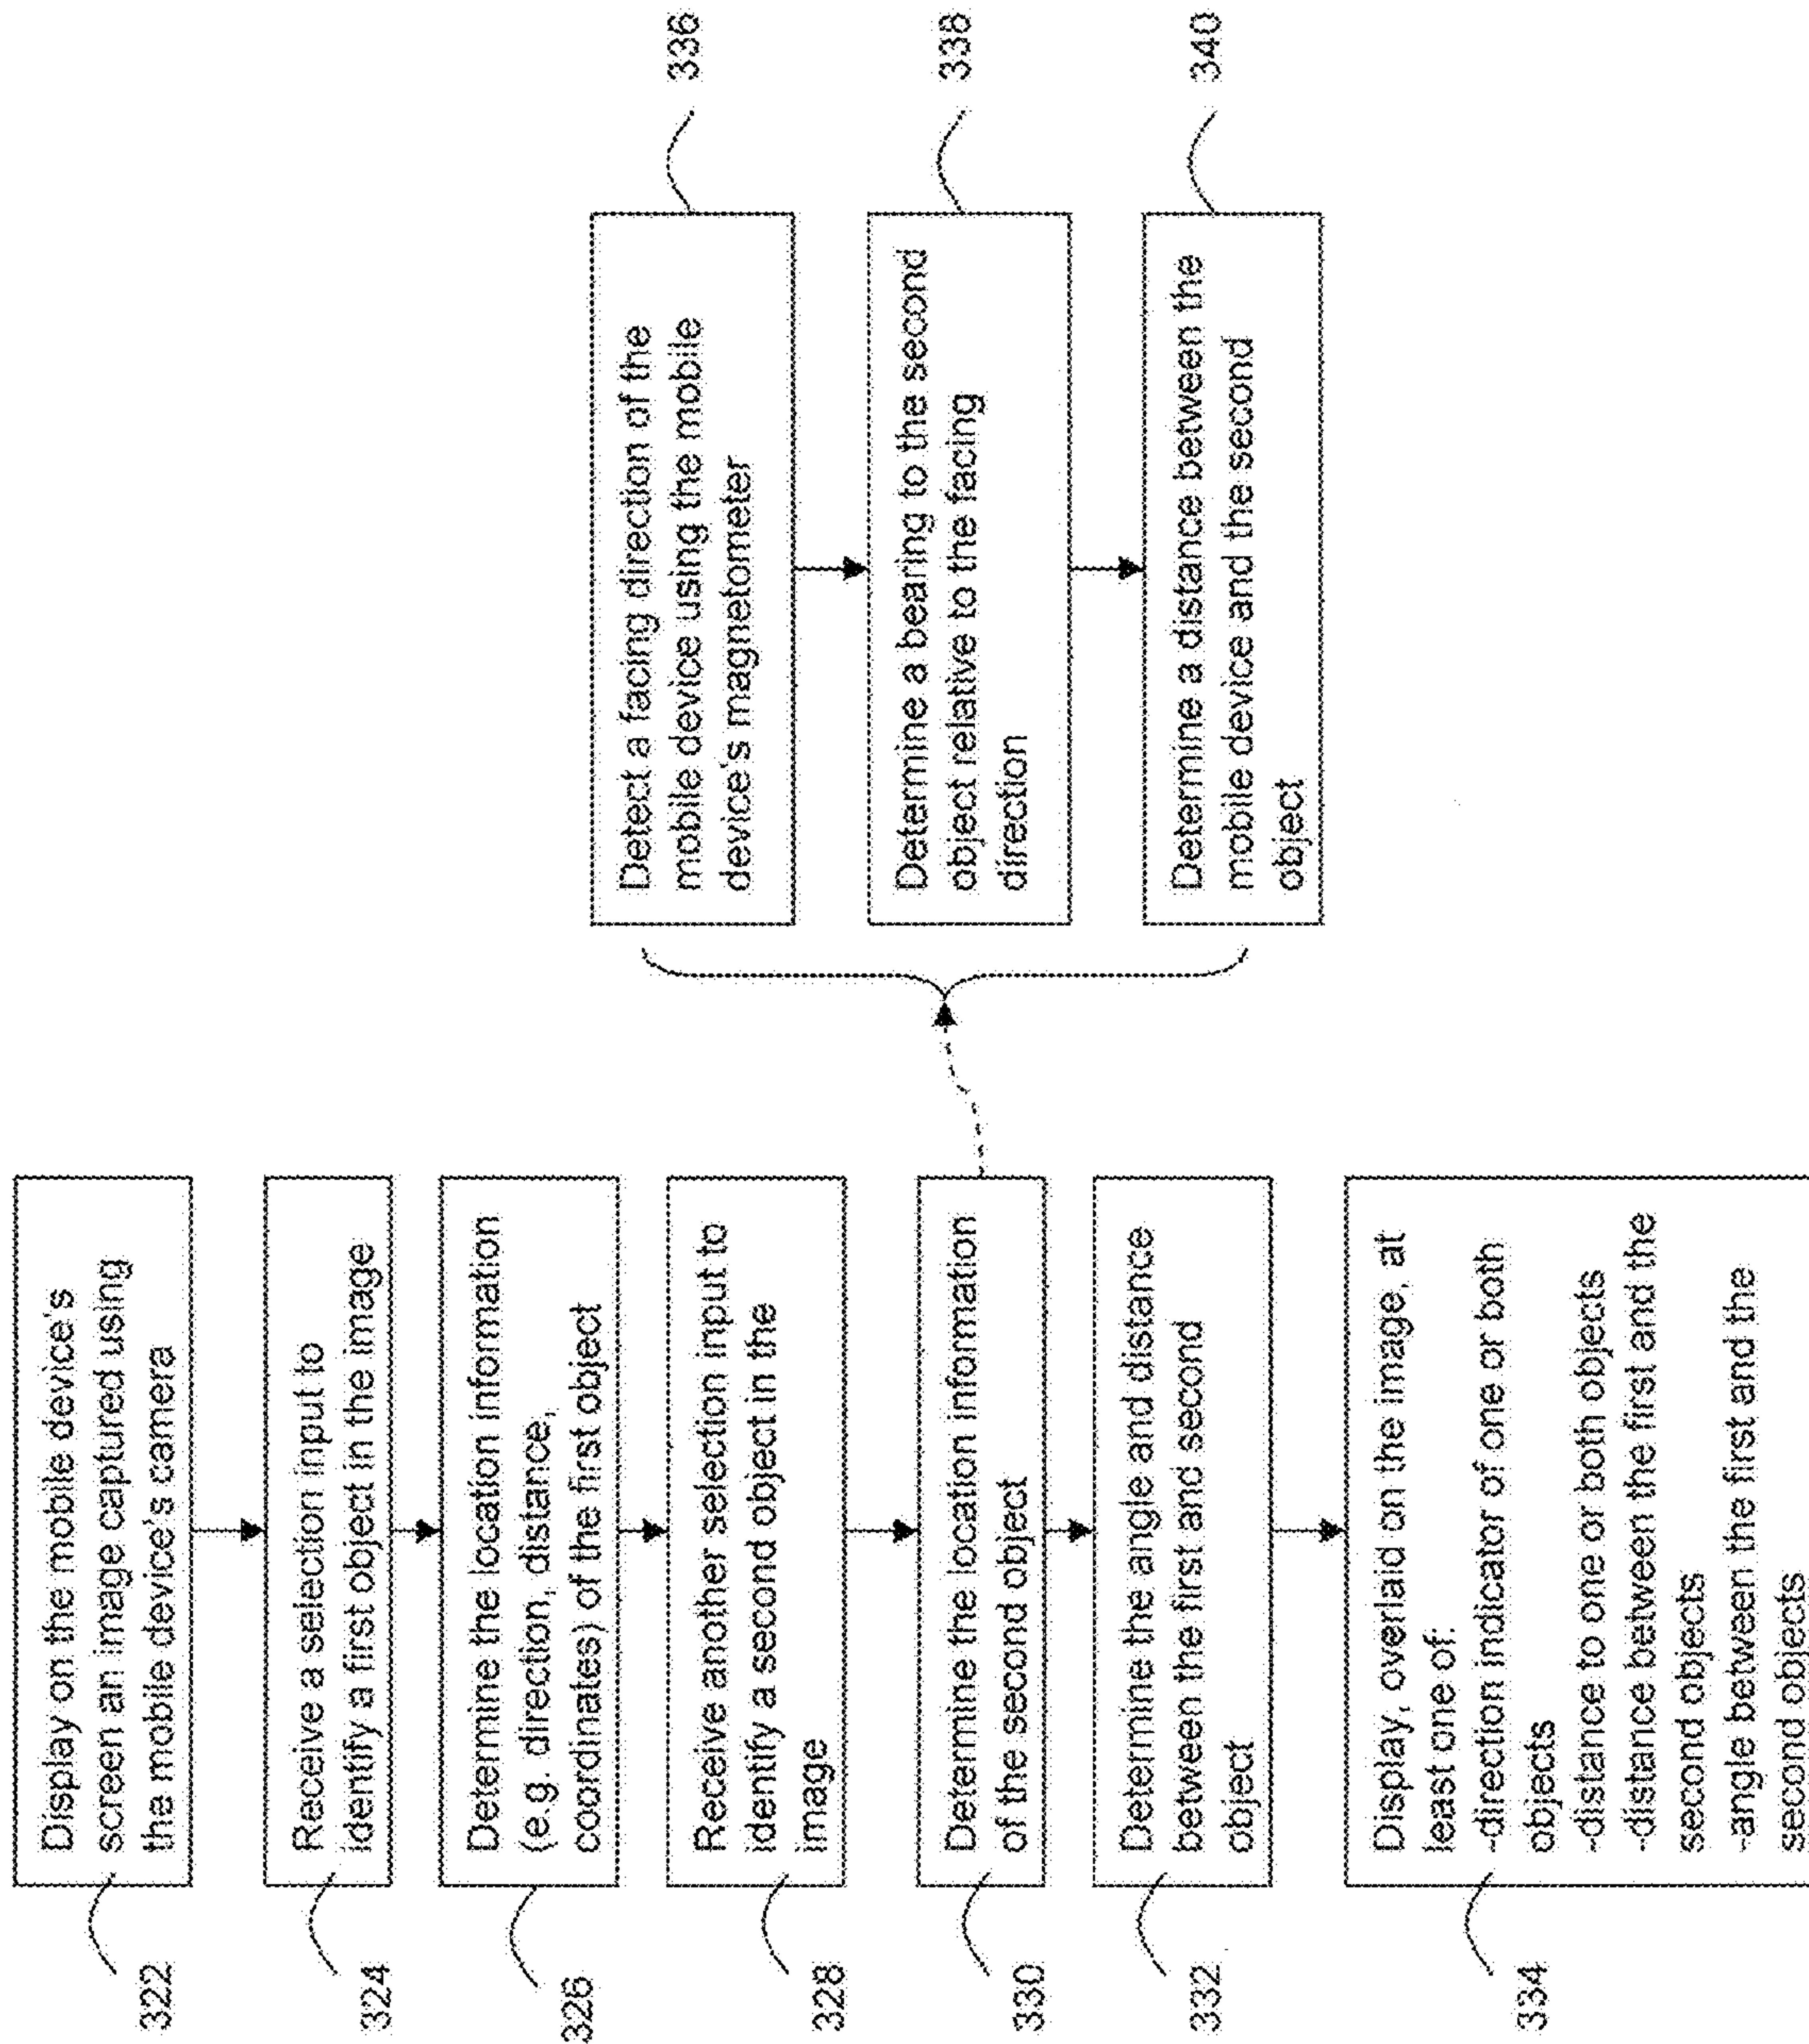 322
Display on the mobile device's
screen an image captured using
the mobile device's camera
324
Receive a selection input to
identify a first object in the image
326
Determine the location information
(e.g. direction, distance,
coordinates) of the first object
328
Receive another selection input to
identify a second object in the
image
330
Determine the location information
of the second object
332
Determine the angle and distance
between the first and second
object
334
Display, overlaid on the image, at
least one of:
-direction indicator of one or both
objects
-distance to one or both objects
-distance between the first and the
second objects
-angle between the first and the
second objects
Detect a facing direction of the
mobile device using the mobile
device's magnetometer
336
Determine a bearing to the second
object relative to the facing
direction
338
Determine a distance between the
mobile device and the second
object
340